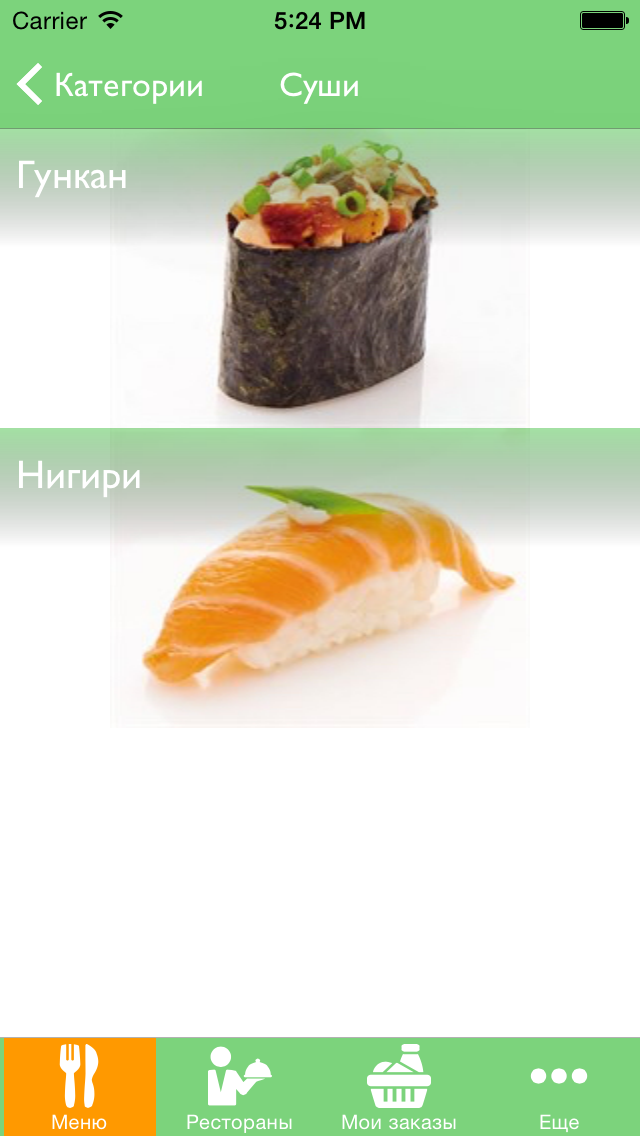 Carrier 5:24 PM
Категории Суши
Гункан
Нигири
Меню Рестораны Мои заказы Еще